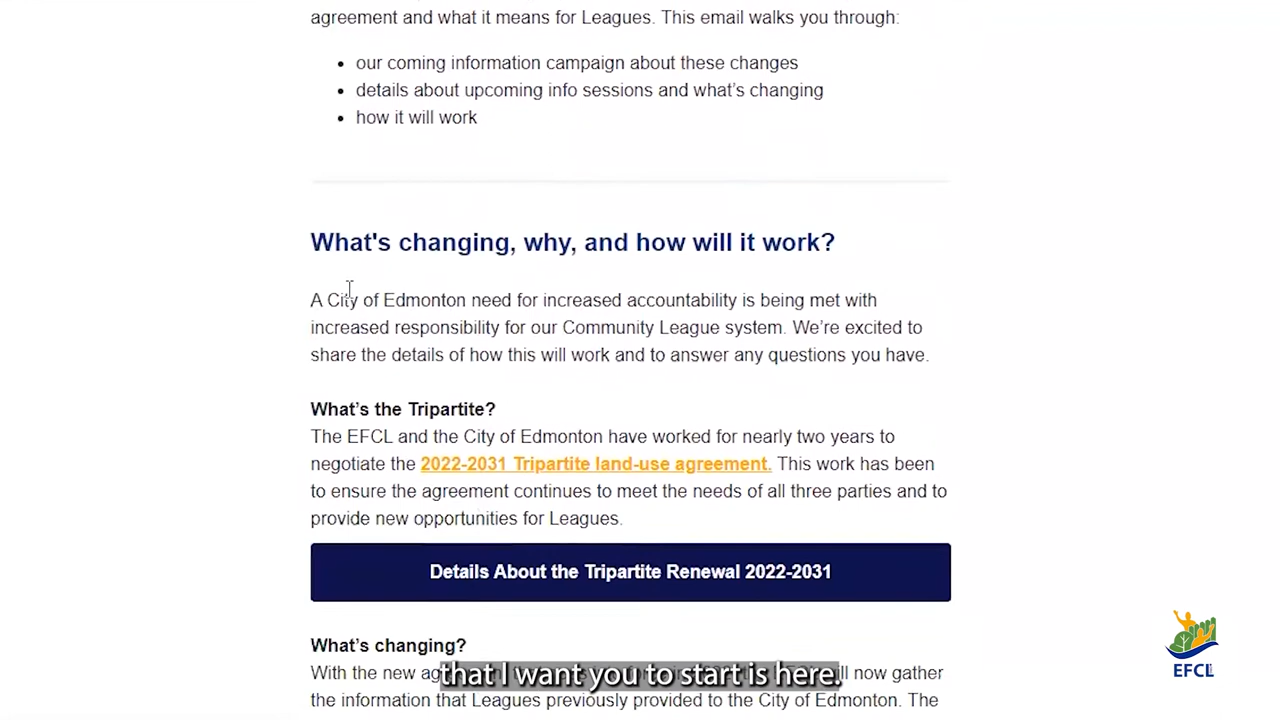 agreement and what it means for Leagues. This email walks you through:
• our coming information campaign about these changes
• details about upcoming info sessions and what's changing
• how it will work
What's changing, why, and how will it work?
A City of Edmonton need for increased accountability is being met with
increased responsibility for our Community League system. We're excited to
share the details of how this will work and to answer any questions you have.
What's the Tripartite?
The EFCL and the City of Edmonton have worked for nearly two years to
negotiate the 2022-2031 Tripartite land-use agreement. This work has been
to ensure the agreement continues to meet the needs of all three parties and to
provide new opportunities for Leagues.
Details About the Tripartite Renewal 2022-2031
What's changing?
With the new now gather
that I want you to start is here.
the information that Leagues previously provided to the City of Edmonton. The
EFCL